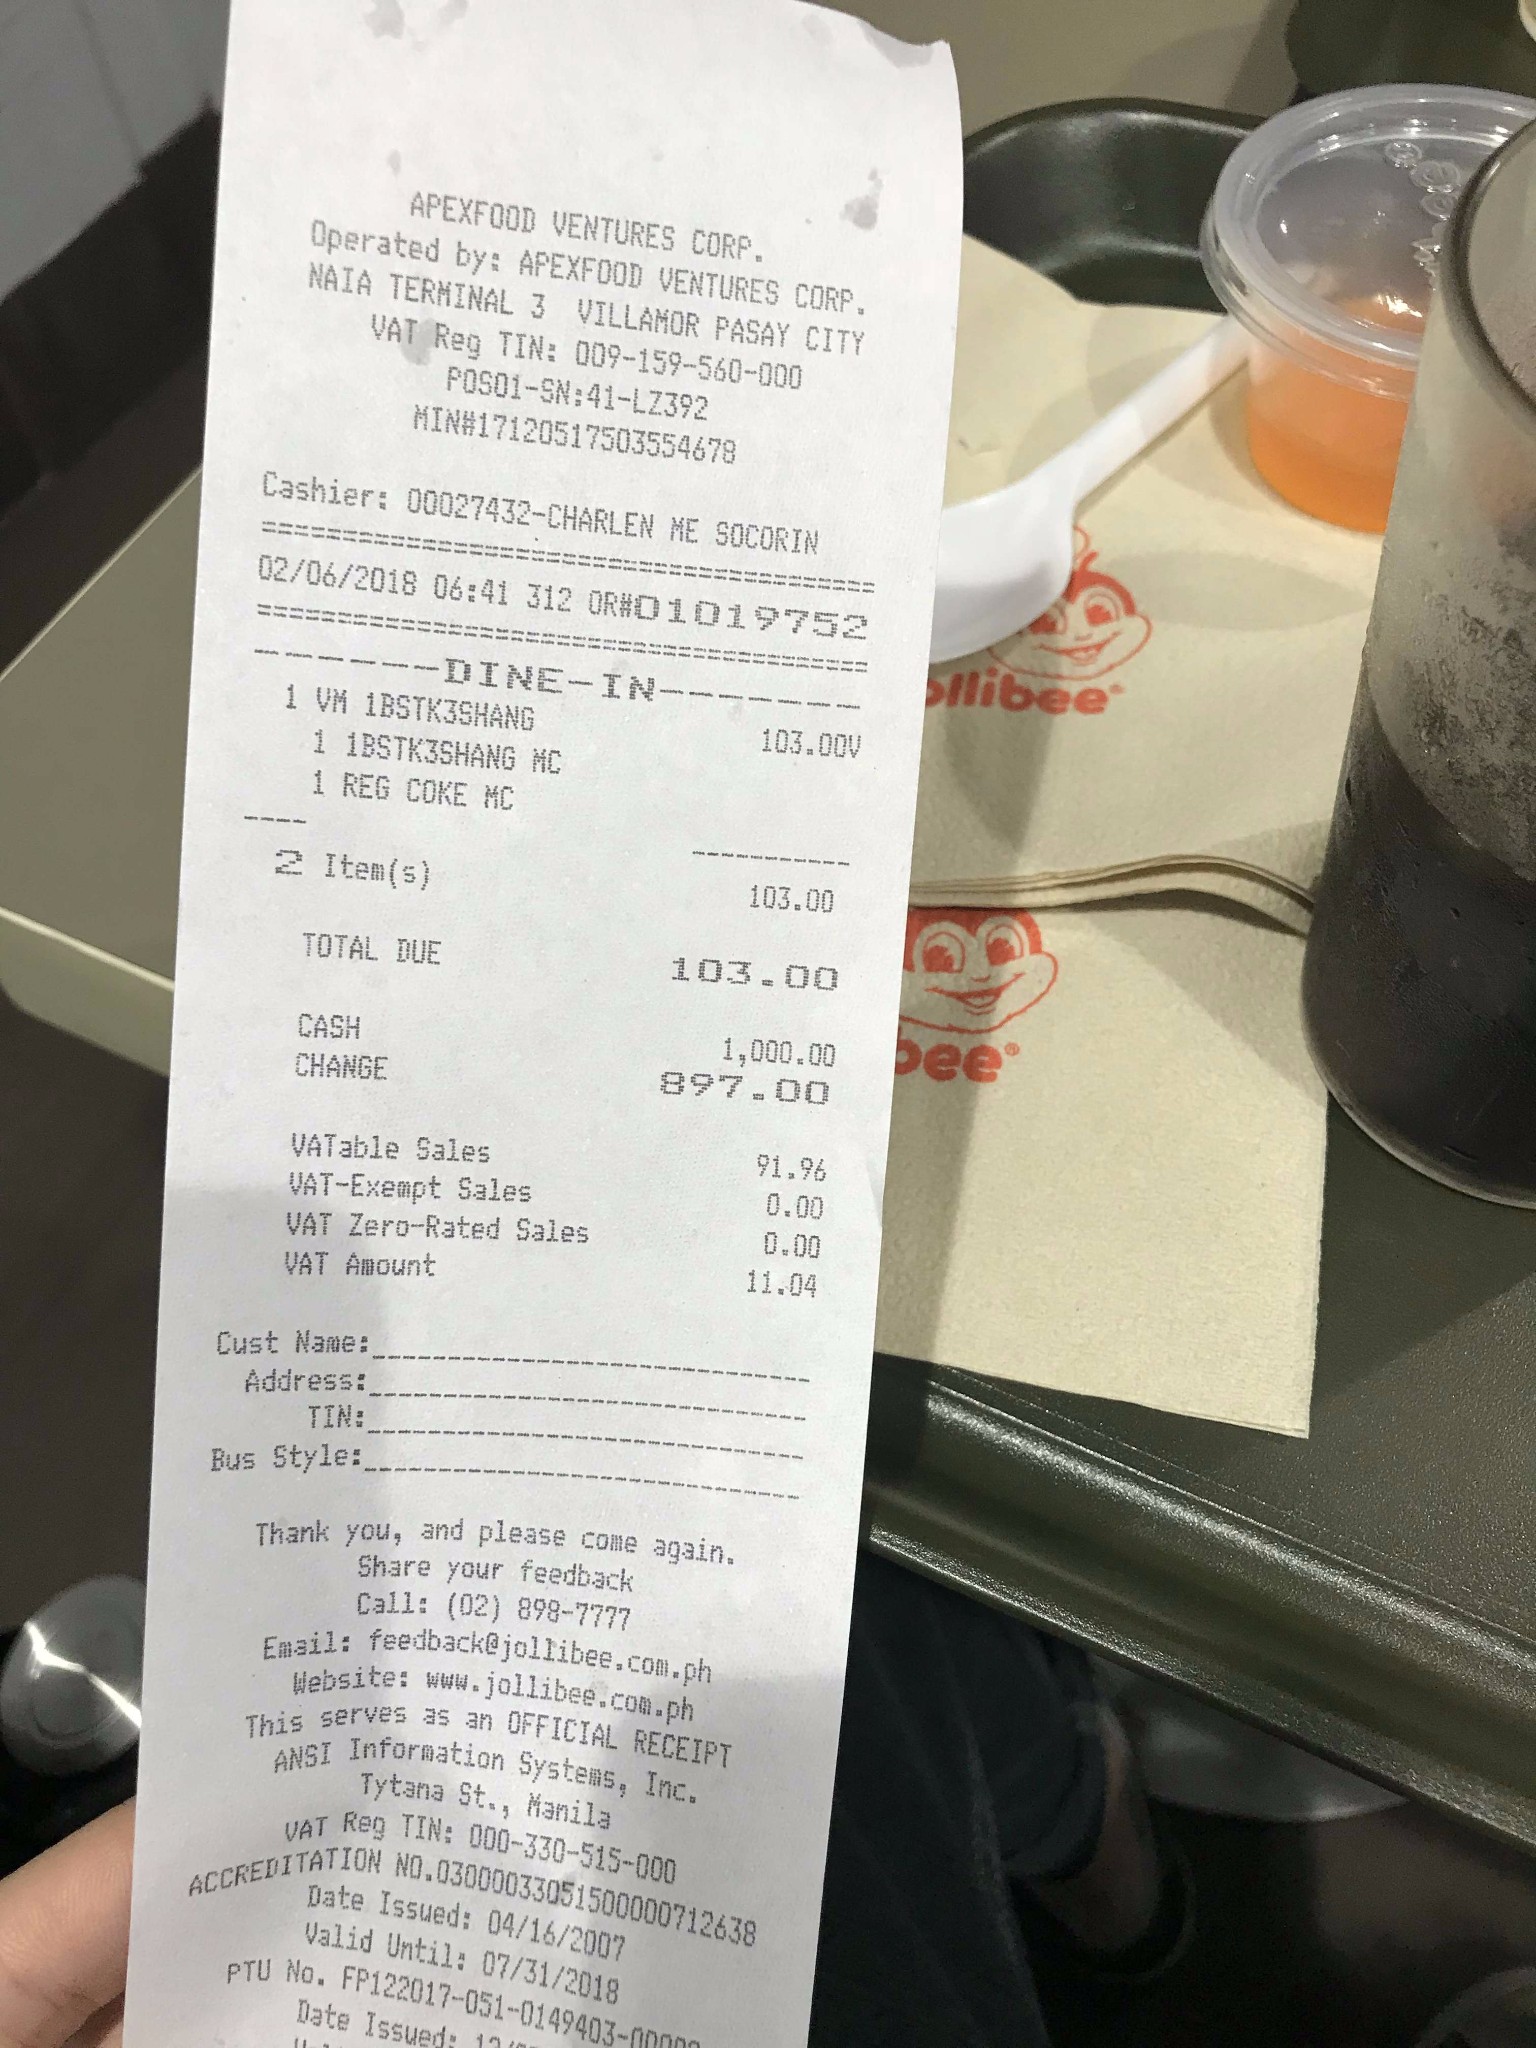 APEXFOOD VENTURES CORP.
Operated by: APEXFOOD VENTURES CORP.
NAIA TERMINAL 3 VILLAMOR PASAY CITY
VAT Reg TIN: 009-159-560-000
POS01-SN:41-LZ392
MIN#17120517503554678
Cashier: 00027432-CHARLEN ME SOCORIN
02/06/2018 06:41 312 OR#01019752
DINE-IN
1 VM 1BSTK3SHANG 103.00V
1 1BSTK3SHANG MC
1 REG COKE MC
2 Item(s) 103.00
TOTAL DUE 103.00
CASH 1,000.00
CHANGE 897.00
VATable Sales 91.96
VAT-Exempt Sales 0.00
VAT Zero-Rated Sales 0.00
VAT Amount 11.04
Cust Name:
Address:
TIN:
Bus Style:
Thank you, and please come again.
Share your feedback
Call: (02) 898-7777
Email: feedback@jollibee.com.ph
Website: www.jollibee.com.ph
This serves as an OFFICIAL RECEIPT
ANSI Information Systems, Inc.
Tytana St., Manila
VAT Reg TIN: 000-330-515-000
ACCREDITATION NO.03000033051500000712638
Date Issued: 04/16/2007
Valid Until: 07/31/2018
PTU No. FP122017-051-0149403-
Date Issued:
ollibee®
bee®